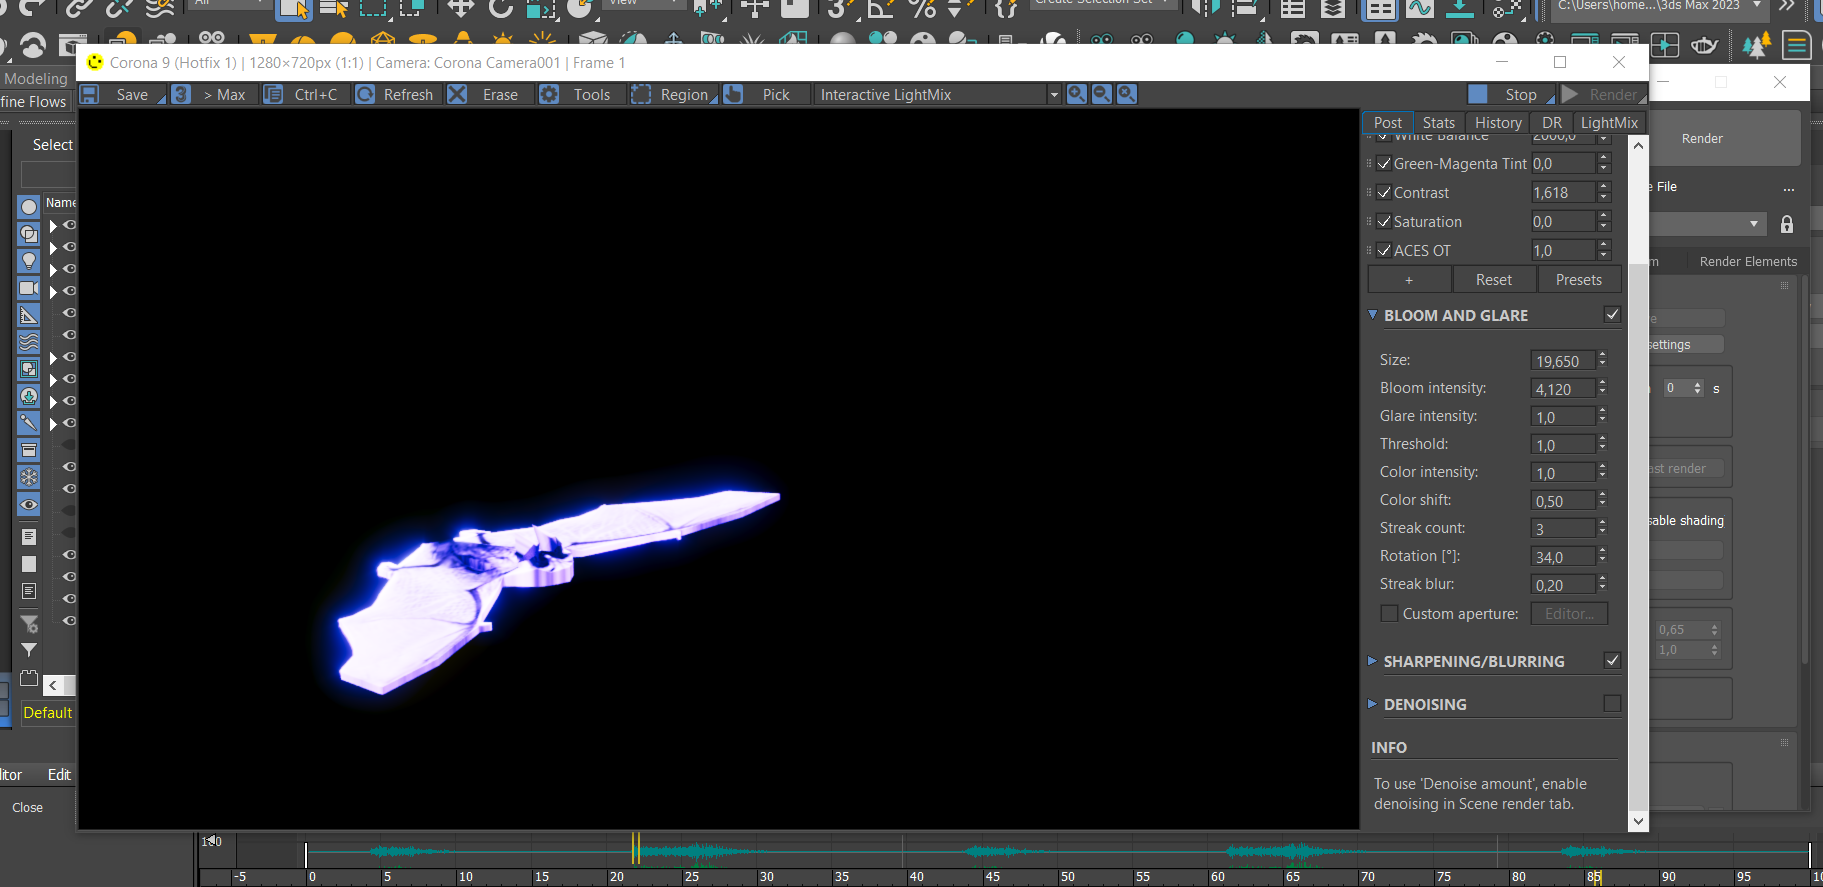 All
View
Create Selection Set
C:\Users\home...\3ds Max 2023
Corona 9 (Hotfix 1) | 1280×720px (1:1) | Camera: Corona Camera001 | Frame 1
Modeling
fine Flows
Save
3 > Max
Ctrl+C
Refresh
Erase
Tools
Region
Pick
Interactive LightMix
Stop
Render
Post Stats History DR LightMix
White Balance 2000,0
Green-Magenta Tint 0,0
Contrast 1,618
Saturation 0,0
ACES OT 1,0
+ Reset Presets
BLOOM AND GLARE
Size: 19,650
Bloom intensity: 4,120
Glare intensity: 1,0
Threshold: 1,0
Color intensity: 1,0
Color shift: 0,50
Streak count: 3
Rotation [°]: 34,0
Streak blur: 0,20
Custom aperture: Editor...
SHARPENING/BLURRING
DENOISING
INFO
To use 'Denoise amount', enable
denoising in Scene render tab.
Render
e File ...
m Render Elements
e
settings
0 s
ast render
sable shading
0,65
1,0
Select
Name
Default
itor Edit
Close
-5 0 5 10 15 20 25 30 35 40 45 50 55 60 65 70 75 80 85 90 95 10